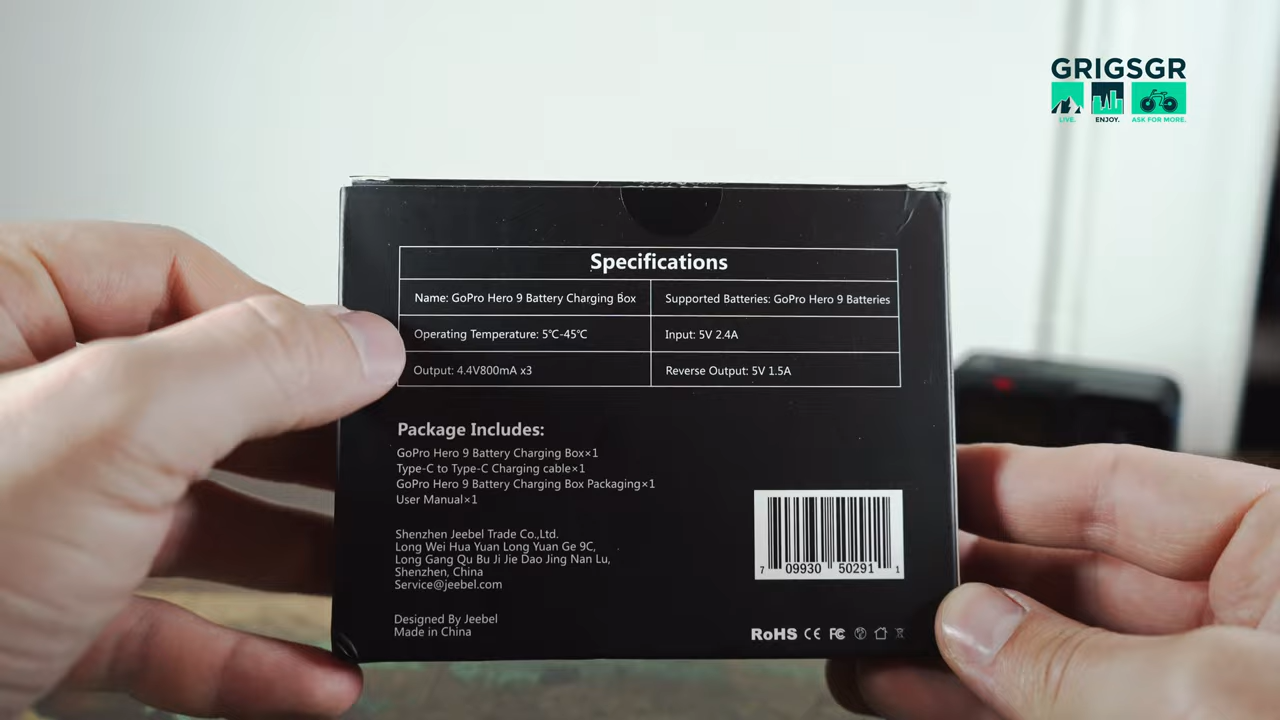 GRIGSGR
LIVE. ENJOY. ASK FOR MORE.
Specifications
Name: GoPro Hero 9 Battery Charging Box
Supported Batteries: GoPro Hero 9 Batteries
Operating Temperature: 5℃-45℃
Input: 5V 2.4A
Output: 4.4V800mA x3
Reverse Output: 5V 1.5A
Package Includes:
GoPro Hero 9 Battery Charging Box×1
Type-C to Type-C Charging cable×1
GoPro Hero 9 Battery Charging Box Packaging×1
User Manual×1
Shenzhen Jeebel Trade Co.,Ltd.
Long Wei Hua Yuan Long Yuan Ge 9C,
Long Gang Qu Bu Ji Jie Dao Jing Nan Lu,
Shenzhen, China
Service@jeebel.com
7 09930 50291 1
Designed By Jeebel
Made in China
RoHS CE FC